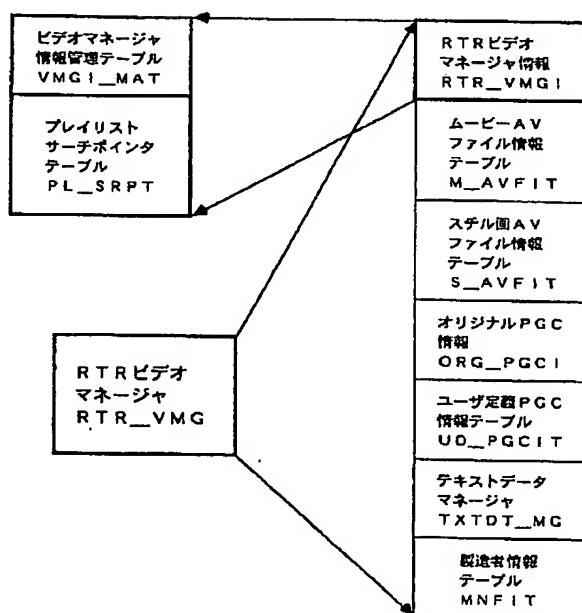 ビデオマネージャ
情報管理テーブル
VMGI_MAT
プレイリスト
サーチポインタ
テーブル
PL_SRPT
RTRビデオ
マネージャ
RTR_VMG
RTRビデオ
マネージャ情報
RTR_VMGI
ムービーAV
ファイル情報
テーブル
M_AVFIT
スチル画AV
ファイル情報
テーブル
S_AVFIT
オリジナルPGC
情報
ORG_PGCI
ユーザ定義PGC
情報テーブル
UD_PGCIT
テキストデータ
マネージャ
TXTDT_MG
製造者情報
テーブル
MNFIT